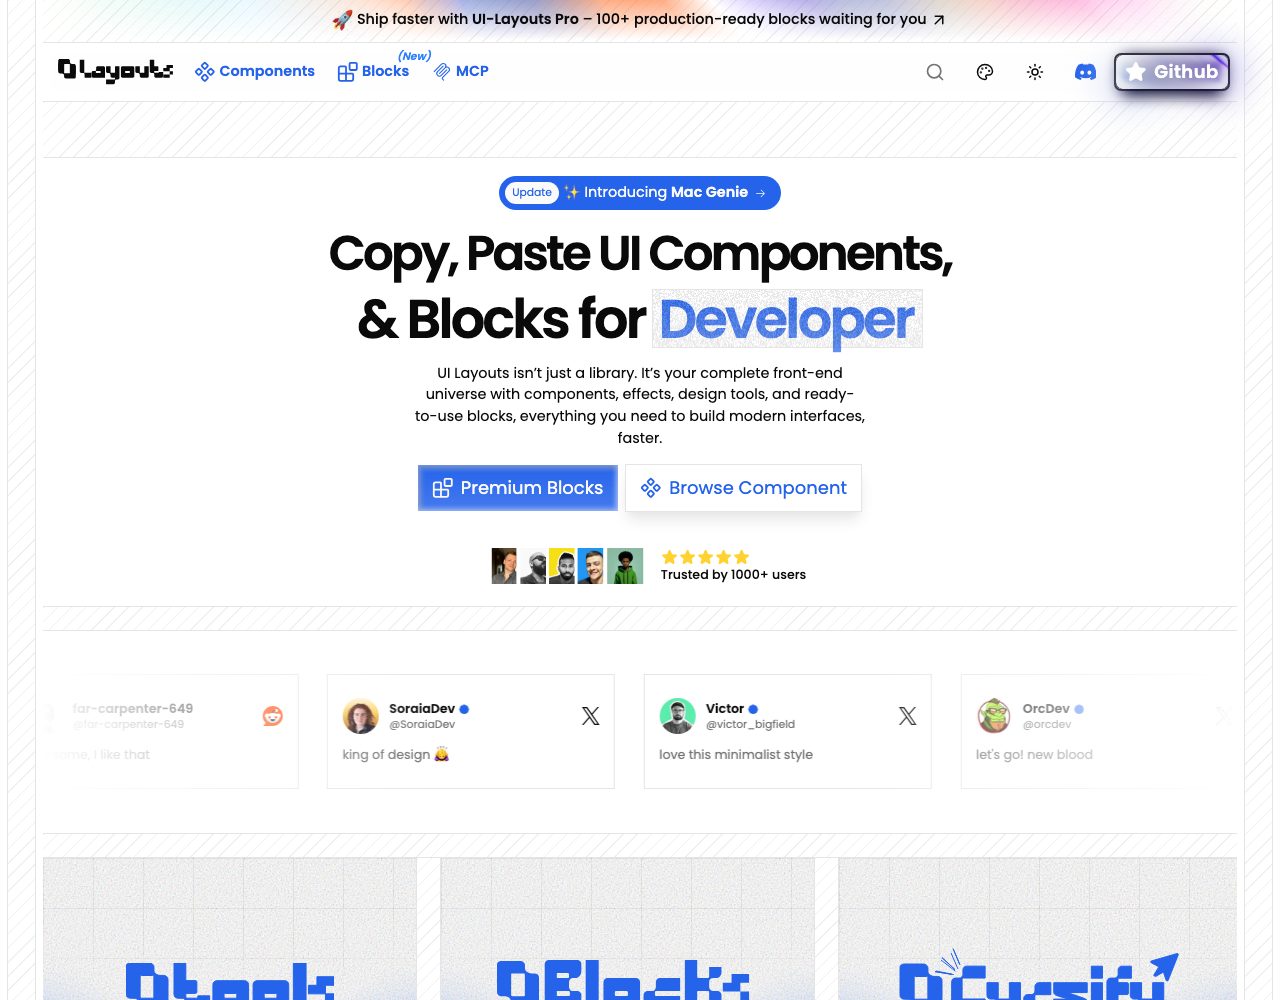 🚀 Ship faster with UI-Layouts Pro – 100+ production-ready blocks waiting for you ↗
Layouts
Components
Blocks
(New)
MCP
Github
Update ✨ Introducing Mac Genie →
Copy, Paste UI Components,
& Blocks for Developer
UI Layouts isn’t just a library. It’s your complete front-end
universe with components, effects, design tools, and ready-
to-use blocks, everything you need to build modern interfaces,
faster.
Premium Blocks
Browse Component
Trusted by 1000+ users
far-carpenter-649
@far-carpenter-649
some, I like that
SoraiaDev
@SoraiaDev
king of design
Victor
@victor_bigfield
love this minimalist style
OrcDev
@orcdev
let's go! new blood
tools
Blocks
Cursify